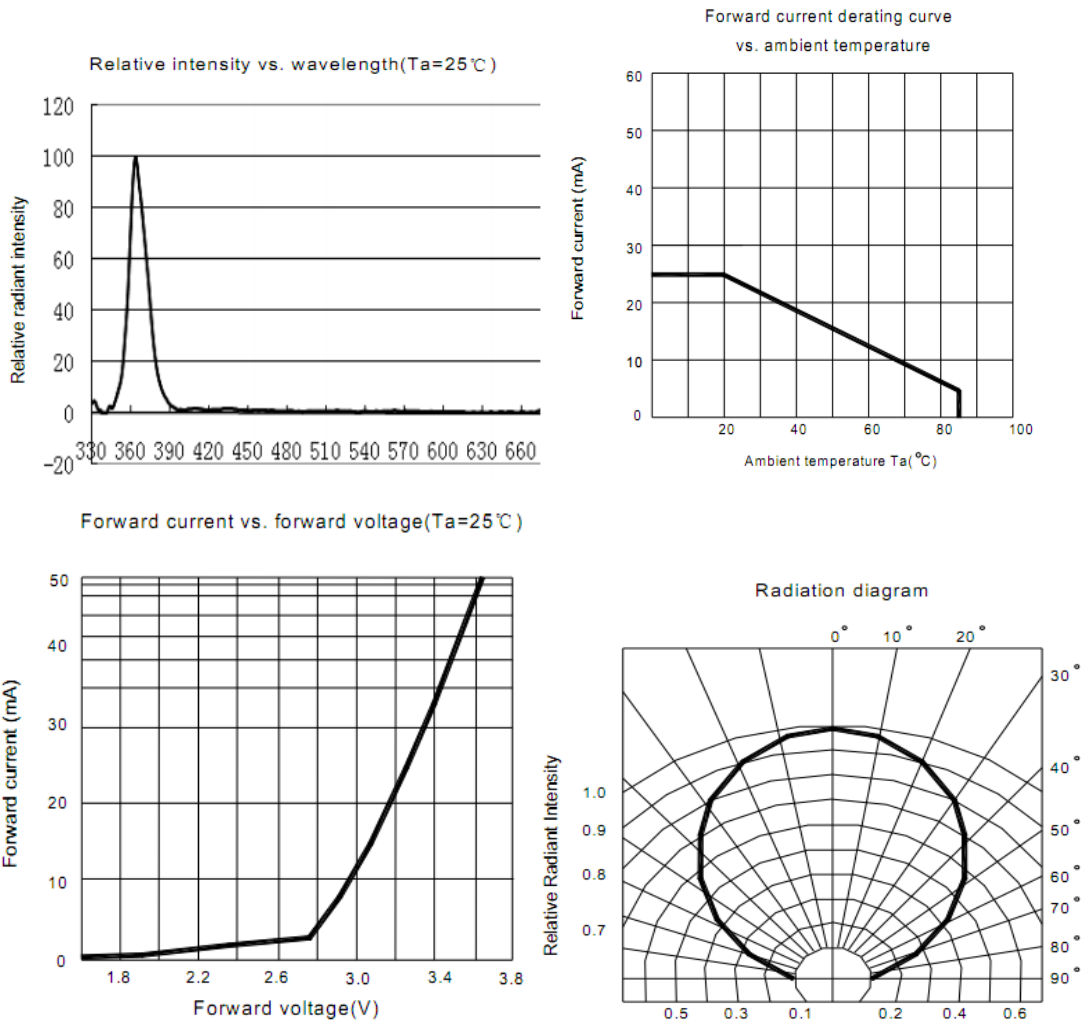 Relative intensity vs. wavelength(Ta=25℃)
Relative radiant intensity
120
100
80
60
40
20
0
-20
330 360 390 420 450 480 510 540 570 600 630 660
Forward current derating curve
vs. ambient temperature
Forward current (mA)
60
50
40
30
20
10
0
20 40 60 80 100
Ambient temperature Ta(°C)
Forward current vs. forward voltage(Ta=25℃)
Forward current (mA)
50
40
30
20
10
0
1.8 2.2 2.6 3.0 3.4 3.8
Forward voltage(V)
Radiation diagram
0° 10° 20°
30°
40°
50°
60°
70°
80°
90°
Relative Radiant Intensity
1.0
0.9
0.8
0.7
0.5 0.3 0.1 0.2 0.4 0.6